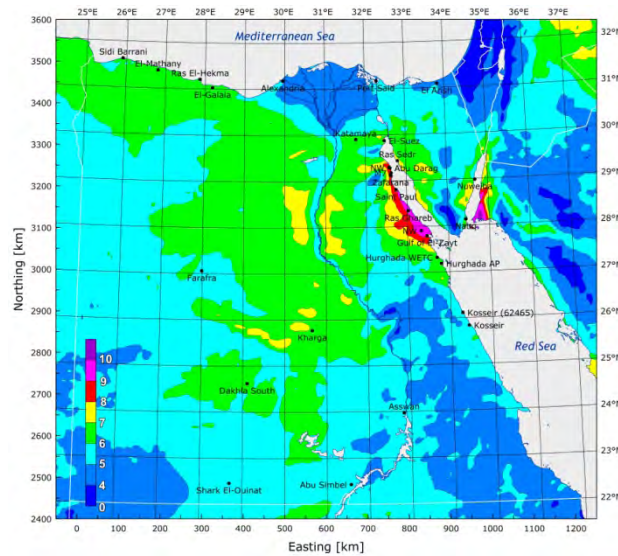 25°E 26°E 27°E 28°E 29°E 30°E 31°E 32°E 33°E 34°E 35°E 36°E
3600
Mediterranean Sea
32°N
Sidi Barrani
El-Mathany
3500
Ras El-Hekma
31°N
El-Galala
Alexandria
Port Said
El Arish
3400
30°N
Katamaya
El-Suez
3300
Ras Sedr
NW
Abu Darag
29°N
3200
Zafarana
Nuweiba
Saint Paul
3100
Ras Ghareb
Nabq
28°N
NW
Gulf of El-Zayt
Northing [km]
Hurghada WETC
27°N
3000
Farafra
Hurghada AP
2900
Kosseir (62465)
26°N
Kosseir
Kharga
Red Sea
2800
25°N
10
9
8
7
6
5
4
0
2700
Dakhla South
Asswan
24°N
2600
23°N
2500
Shark El-Ouinat
Abu Simbel
22°N
2400
0 100 200 300 400 500 600 700 800 900 1000 1100 1200
Easting [km]